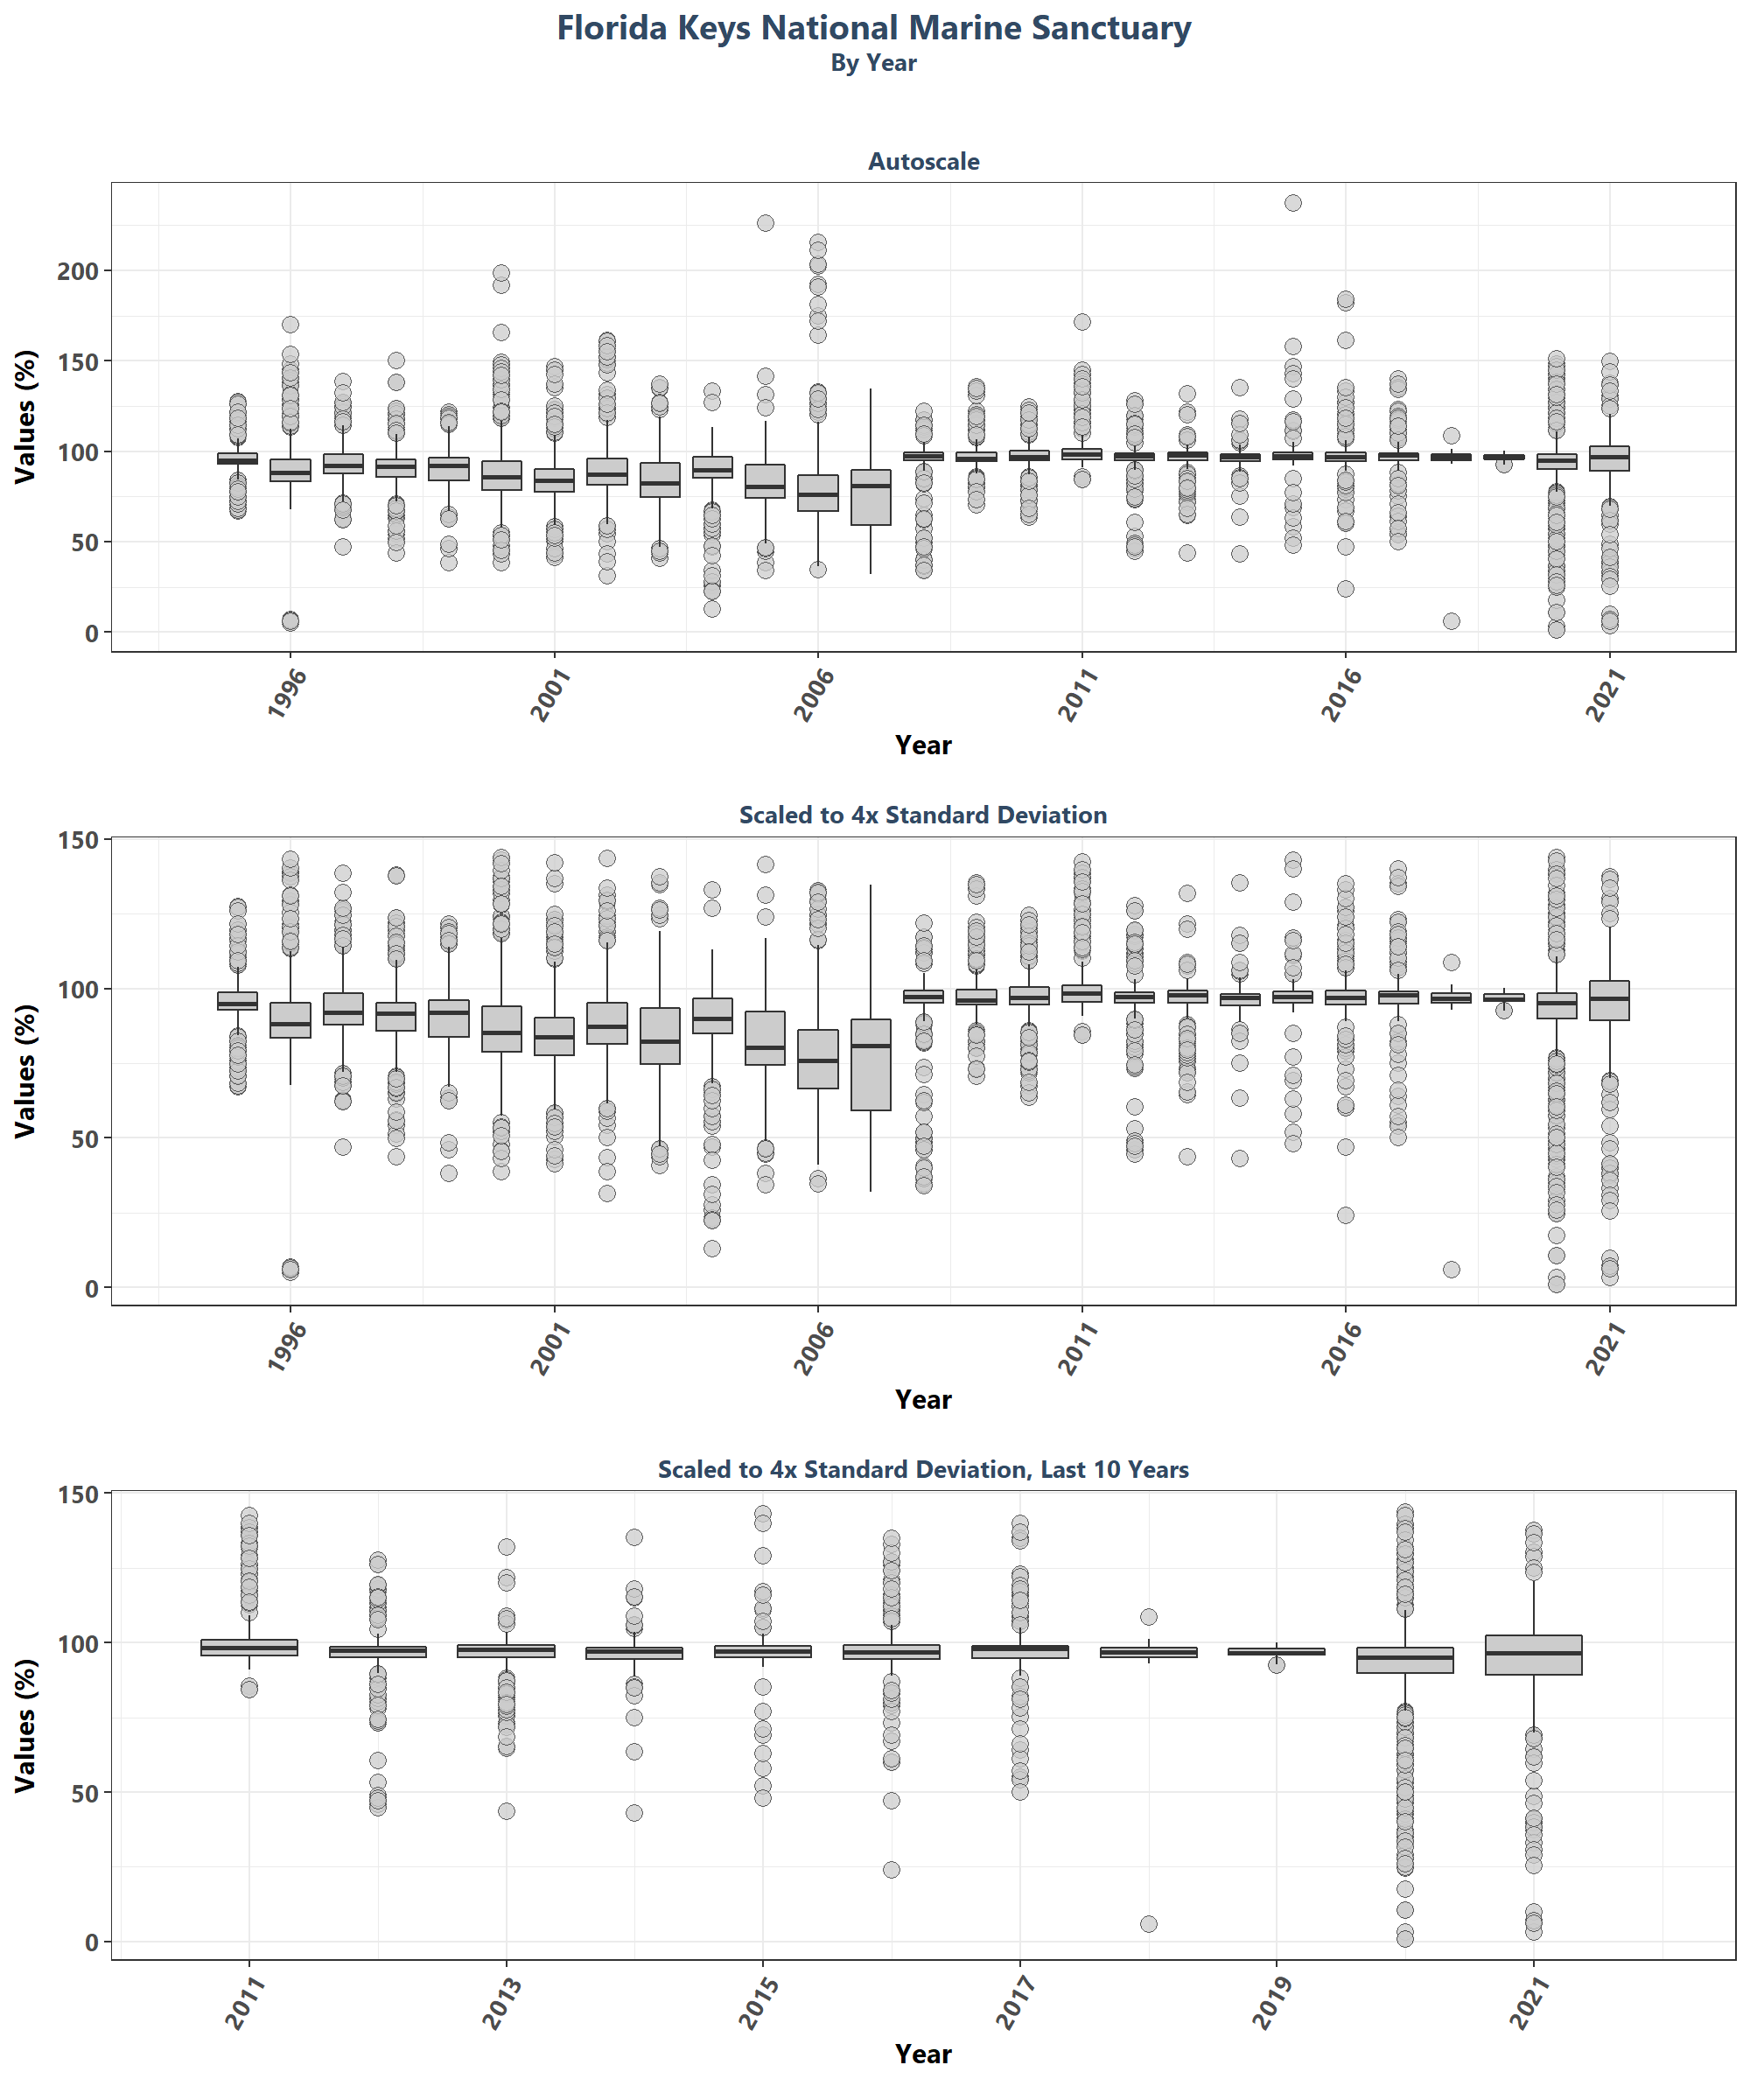 Florida Keys National Marine Sanctuary
By Year
Autoscale
Values (%)
200
150
100
50
0
1996
2001
2006
2011
2016
2021
Year
Scaled to 4x Standard Deviation
Values (%)
150
100
50
0
1996
2001
2006
2011
2016
2021
Year
Scaled to 4x Standard Deviation, Last 10 Years
Values (%)
150
100
50
0
2011
2013
2015
2017
2019
2021
Year